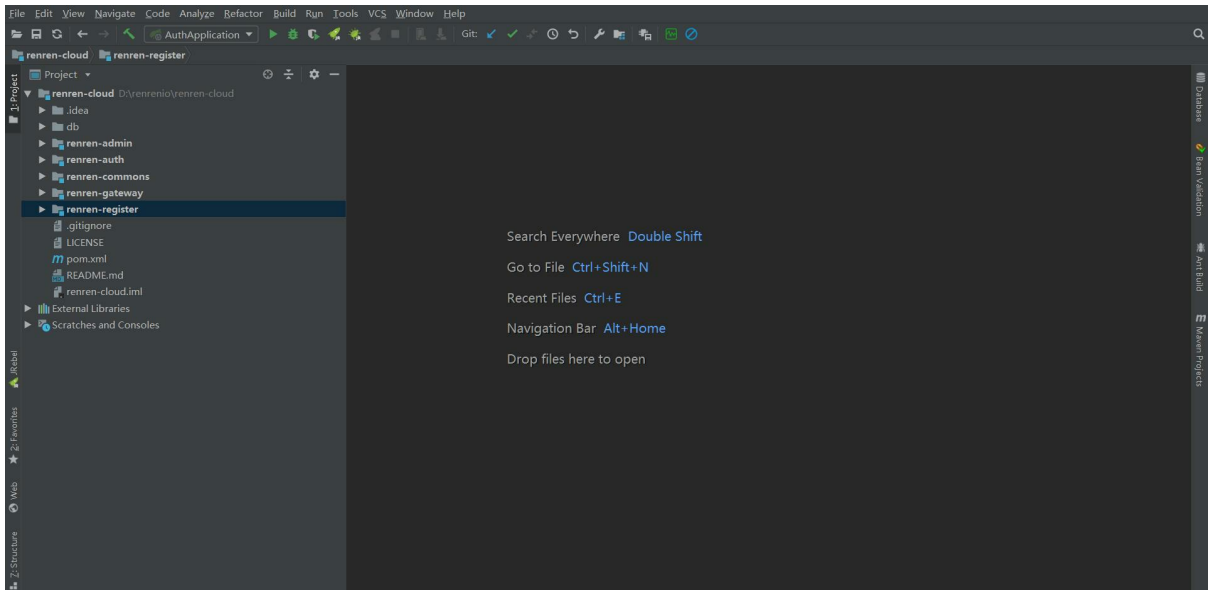 File Edit View Navigate Code Analyze Refactor Build Run Tools VCS Window Help
AuthApplication Git:
renren-cloud renren-register
1: Project
Project
renren-cloud D:\renrenio\renren-cloud
.idea
db
renren-admin
renren-auth
renren-commons
renren-gateway
renren-register
.gitignore
LICENSE
pom.xml
README.md
renren-cloud.iml
External Libraries
Scratches and Consoles
JRebel
2: Favorites
Web
Z: Structure
Search Everywhere Double Shift
Go to File Ctrl+Shift+N
Recent Files Ctrl+E
Navigation Bar Alt+Home
Drop files here to open
Database
Bean Validation
Ant Build
Maven Projects